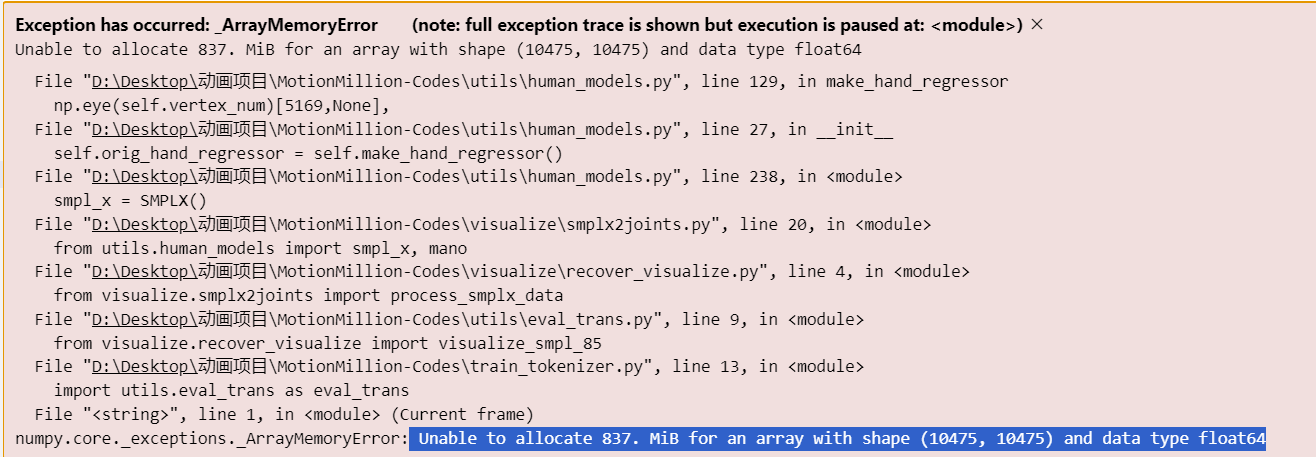 Exception has occurred: _ArrayMemoryError (note: full exception trace is shown but execution is paused at: <module>) ×
Unable to allocate 837. MiB for an array with shape (10475, 10475) and data type float64
File "D:\Desktop\动画项目\MotionMillion-Codes\utils\human_models.py", line 129, in make_hand_regressor
np.eye(self.vertex_num)[5169,None],
File "D:\Desktop\动画项目\MotionMillion-Codes\utils\human_models.py", line 27, in __init__
self.orig_hand_regressor = self.make_hand_regressor()
File "D:\Desktop\动画项目\MotionMillion-Codes\utils\human_models.py", line 238, in <module>
smpl_x = SMPLX()
File "D:\Desktop\动画项目\MotionMillion-Codes\visualize\smplx2joints.py", line 20, in <module>
from utils.human_models import smpl_x, mano
File "D:\Desktop\动画项目\MotionMillion-Codes\visualize\recover_visualize.py", line 4, in <module>
from visualize.smplx2joints import process_smplx_data
File "D:\Desktop\动画项目\MotionMillion-Codes\utils\eval_trans.py", line 9, in <module>
from visualize.recover_visualize import visualize_smpl_85
File "D:\Desktop\动画项目\MotionMillion-Codes\train_tokenizer.py", line 13, in <module>
import utils.eval_trans as eval_trans
File "<string>", line 1, in <module> (Current frame)
numpy.core._exceptions._ArrayMemoryError: Unable to allocate 837. MiB for an array with shape (10475, 10475) and data type float64